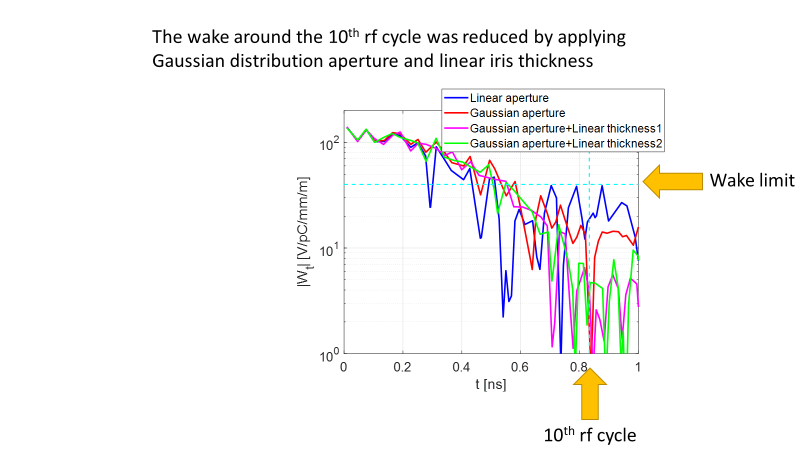 The wake around the 10th rf cycle was reduced by applying
Gaussian distribution aperture and linear iris thickness
Linear aperture
Gaussian aperture
Gaussian aperture+Linear thickness1
Gaussian aperture+Linear thickness2
10²
10¹
10⁰
|Wt| [V/pC/mm/m]
0 0.2 0.4 0.6 0.8 1
t [ns]
Wake limit
10th rf cycle